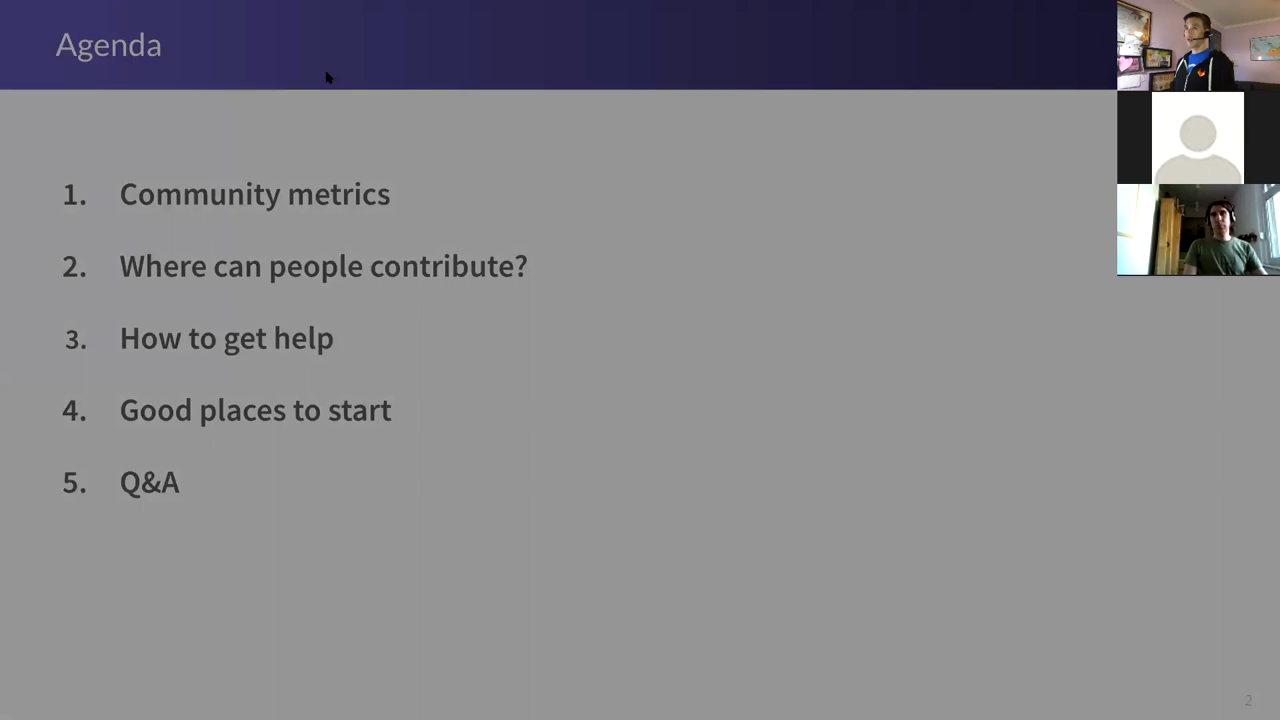 Agenda
1. Community metrics
2. Where can people contribute?
3. How to get help
4. Good places to start
5. Q&A
2